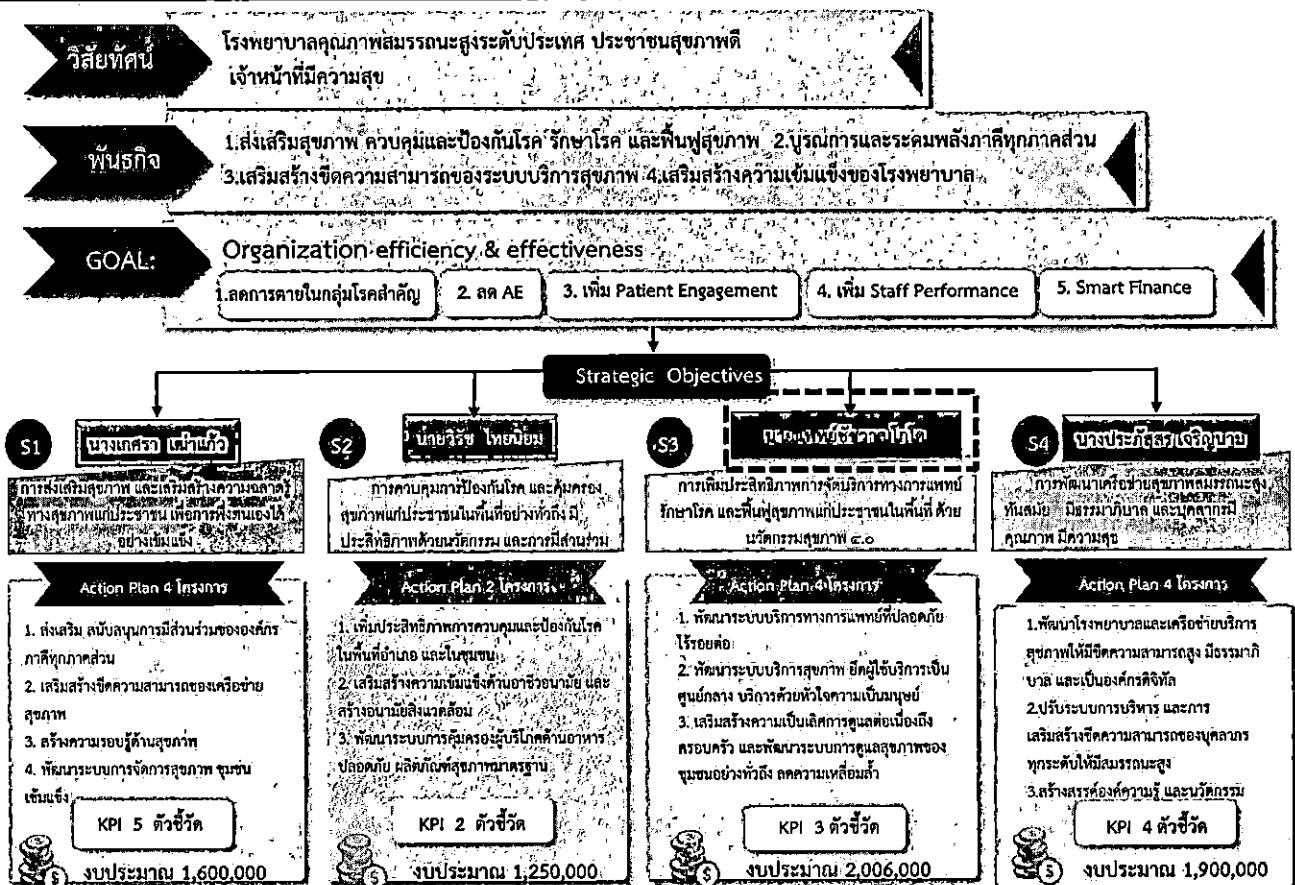 วิสัยทัศน์
โรงพยาบาลคุณภาพสมรรถนะสูงระดับประเทศ ประชาชนสุขภาพดี
เจ้าหน้าที่มีความสุข
พันธกิจ
1.ส่งเสริมสุขภาพ ควบคุมและป้องกันโรค รักษาโรค และฟื้นฟูสุขภาพ 2.บูรณการและระดมพลังภาคีทุกภาคส่วน
3.เสริมสร้างขีดความสามารถของระบบบริการสุขภาพ 4.เสริมสร้างความเข้มแข็งของโรงพยาบาล
GOAL:
Organization efficiency & effectiveness
1.ลดการตายในกลุ่มโรคสำคัญ
2. ลด AE
3. เพิ่ม Patient Engagement
4. เพิ่ม Staff Performance
5. Smart Finance
Strategic Objectives
S1
นางเกศรา เฒ่าแก้ว
การส่งเสริมสุขภาพ และเสริมสร้างความฉลาดรู้
ทางสุขภาพแก่ประชาชน เพื่อการพึ่งตนเองได้
อย่างเข้มแข็ง
Action Plan 4 โครงการ
1. ส่งเสริม สนับสนุนการมีส่วนร่วมขององค์กร
ภาคีทุกภาคส่วน
2. เสริมสร้างขีดความสามารถของเครือข่าย
สุขภาพ
3. สร้างความรอบรู้ด้านสุขภาพ
4. พัฒนาระบบการจัดการสุขภาพ ชุมชน
เข้มแข็ง
KPI 5 ตัวชี้วัด
งบประมาณ 1,600,000
S2
นายวิรัช ไทยนิยม
การควบคุมการป้องกันโรค และคุ้มครอง
สุขภาพแก่ประชาชนในพื้นที่อย่างทั่วถึง มี
ประสิทธิภาพด้วยนวัตกรรม และการมีส่วนร่วม
Action Plan 2 โครงการ
1. เพิ่มประสิทธิภาพการควบคุมและป้องกันโรค
ในพื้นที่อำเภอ และในชุมชน
2. เสริมสร้างความเข้มแข็งด้านอาชีวอนามัย และ
สร้างอนามัยสิ่งแวดล้อม
3. พัฒนาระบบการคุ้มครองผู้บริโภคด้านอาหาร
ปลอดภัย ผลิตภัณฑ์สุขภาพมาตรฐาน
KPI 2 ตัวชี้วัด
งบประมาณ 1,250,000
S3
นายแพทย์
การเพิ่มประสิทธิภาพการจัดบริการทางการแพทย์
รักษาโรค และฟื้นฟูสุขภาพแก่ประชาชนในพื้นที่ ด้วย
นวัตกรรมสุขภาพ ๔.๐
Action Plan 4 โครงการ
1. พัฒนาระบบบริการทางการแพทย์ที่ปลอดภัย
ไร้รอยต่อ
2. พัฒนาระบบบริการสุขภาพ ยึดผู้ใช้บริการเป็น
ศูนย์กลาง บริการด้วยหัวใจความเป็นมนุษย์
3. เสริมสร้างความเป็นเลิศการดูแลต่อเนื่องถึง
ครอบครัว และพัฒนาระบบการดูแลสุขภาพของ
ชุมชนอย่างทั่วถึง ลดความเหลื่อมล้ำ
KPI 3 ตัวชี้วัด
งบประมาณ 2,006,000
S4
นางประภัสสร เจริญนาม
การพัฒนาเครือข่ายสุขภาพสมรรถนะสูง
ทันสมัย มีธรรมาภิบาล และบุคลากรมี
คุณภาพ มีความสุข
Action Plan 4 โครงการ
1.พัฒนาโรงพยาบาลและเครือข่ายบริการ
สุขภาพให้มีขีดความสามารถสูง มีธรรมาภิ
บาล และเป็นองค์กรดิจิทัล
2.ปรับระบบการบริหาร และการ
เสริมสร้างขีดความสามารถของบุคลากร
ทุกระดับให้มีสมรรถนะสูง
3.สร้างสรรค์องค์ความรู้ และนวัตกรรม
KPI 4 ตัวชี้วัด
งบประมาณ 1,900,000